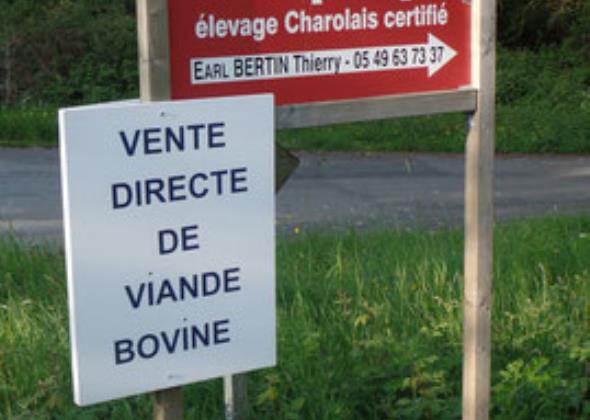 élevage Charolais certifié
EARL BERTIN Thierry - 05 49 63 73 37
VENTE
DIRECTE
DE
VIANDE
BOVINE